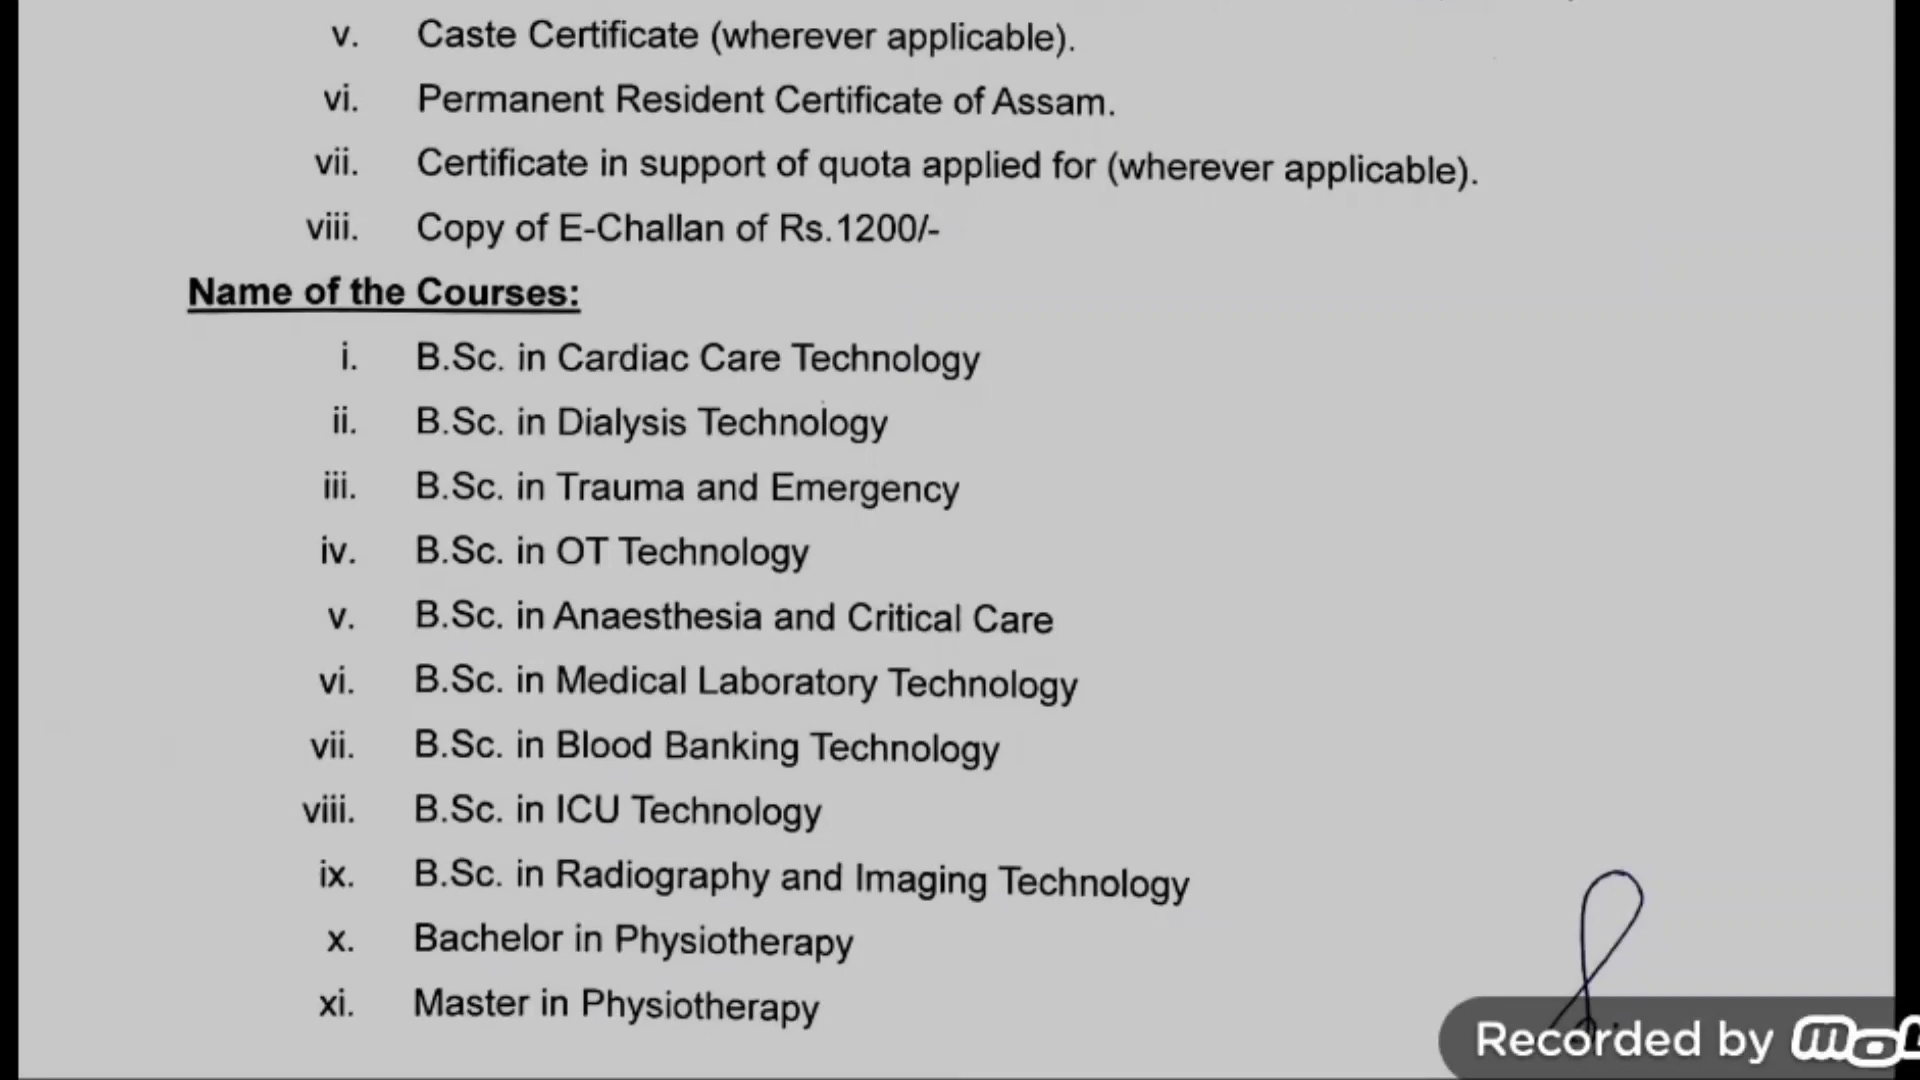 v. Caste Certificate (wherever applicable).
vi. Permanent Resident Certificate of Assam.
vii. Certificate in support of quota applied for (wherever applicable).
viii. Copy of E-Challan of Rs.1200/-
Name of the Courses:
i. B.Sc. in Cardiac Care Technology
ii. B.Sc. in Dialysis Technology
iii. B.Sc. in Trauma and Emergency
iv. B.Sc. in OT Technology
v. B.Sc. in Anaesthesia and Critical Care
vi. B.Sc. in Medical Laboratory Technology
vii. B.Sc. in Blood Banking Technology
viii. B.Sc. in ICU Technology
ix. B.Sc. in Radiography and Imaging Technology
x. Bachelor in Physiotherapy
xi. Master in Physiotherapy
Recorded by